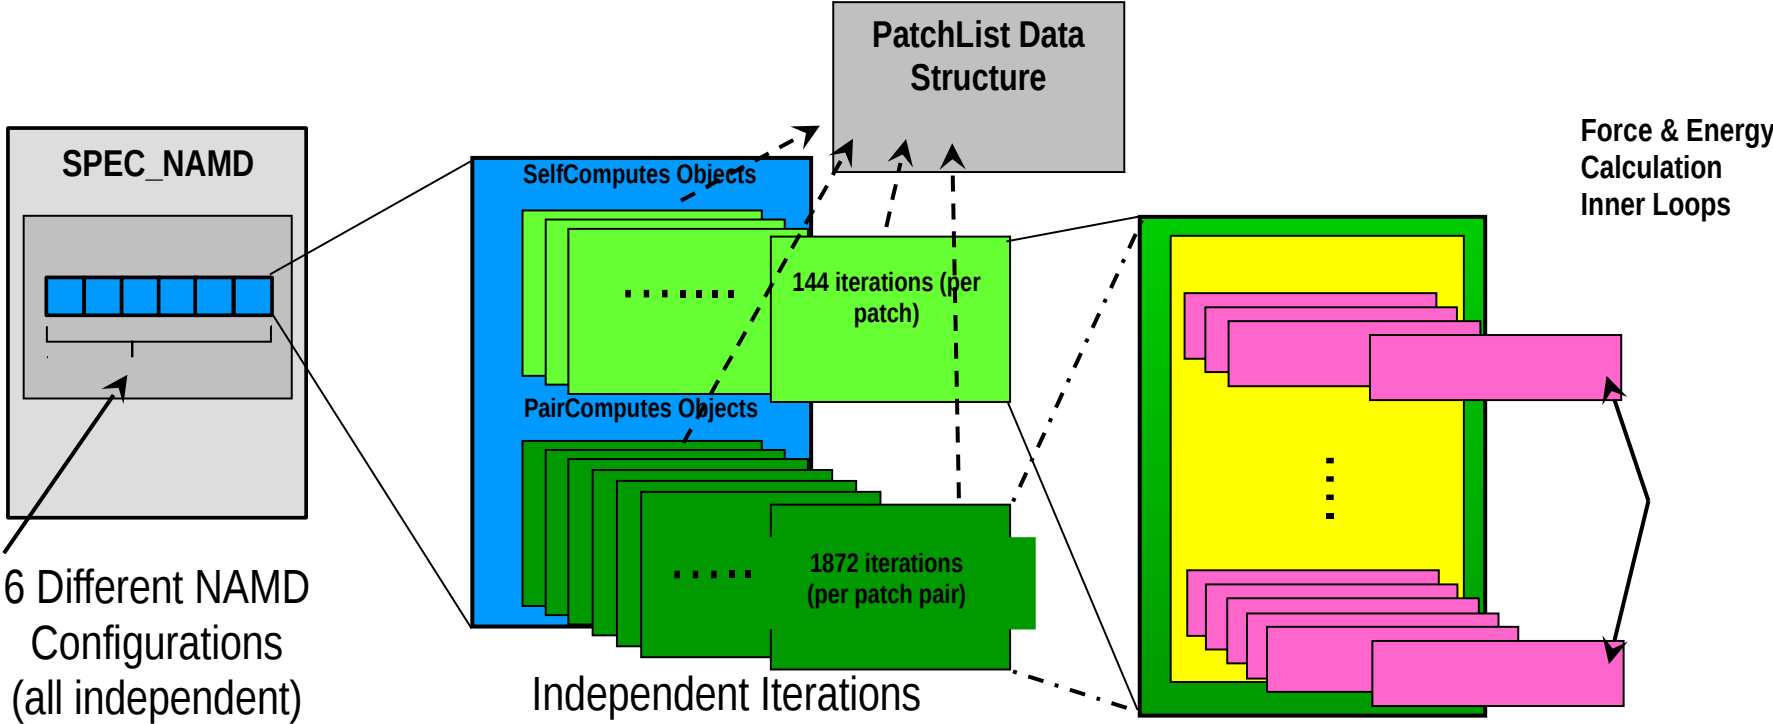 PatchList Data
Structure
SPEC_NAMD
SelfComputes Objects
144 iterations (per
patch)
PairComputes Objects
1872 iterations
(per patch pair)
Force & Energy
Calculation
Inner Loops
6 Different NAMD
Configurations
(all independent)
Independent Iterations